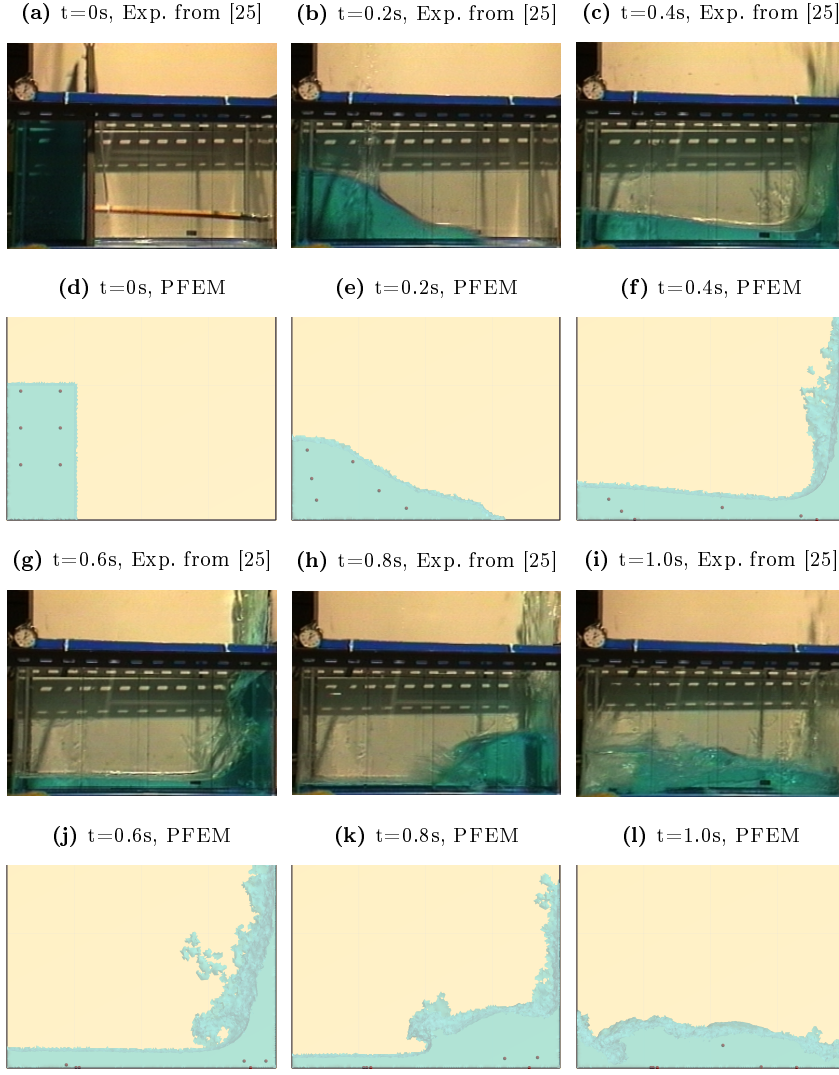 (a) t=0s, Exp. from [25]
(b) t=0.2s, Exp. from [25]
(c) t=0.4s, Exp. from [25]
(d) t=0s, PFEM
(e) t=0.2s, PFEM
(f) t=0.4s, PFEM
(g) t=0.6s, Exp. from [25]
(h) t=0.8s, Exp. from [25]
(i) t=1.0s, Exp. from [25]
(j) t=0.6s, PFEM
(k) t=0.8s, PFEM
(l) t=1.0s, PFEM